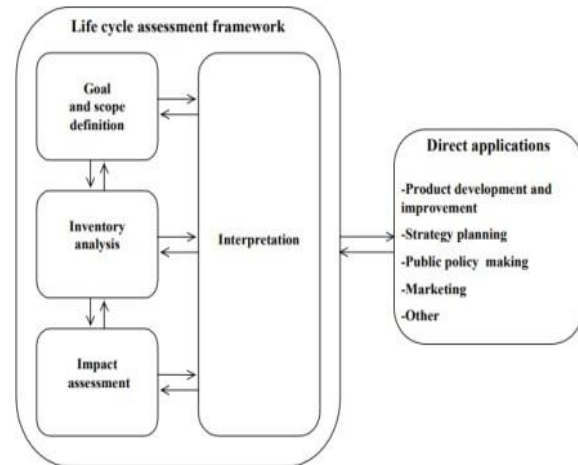 Life cycle assessment framework
Goal
and scope
definition
Inventory
analysis
Impact
assessment
Interpretation
Direct applications
-Product development and
improvement
-Strategy planning
-Public policy making
-Marketing
-Other